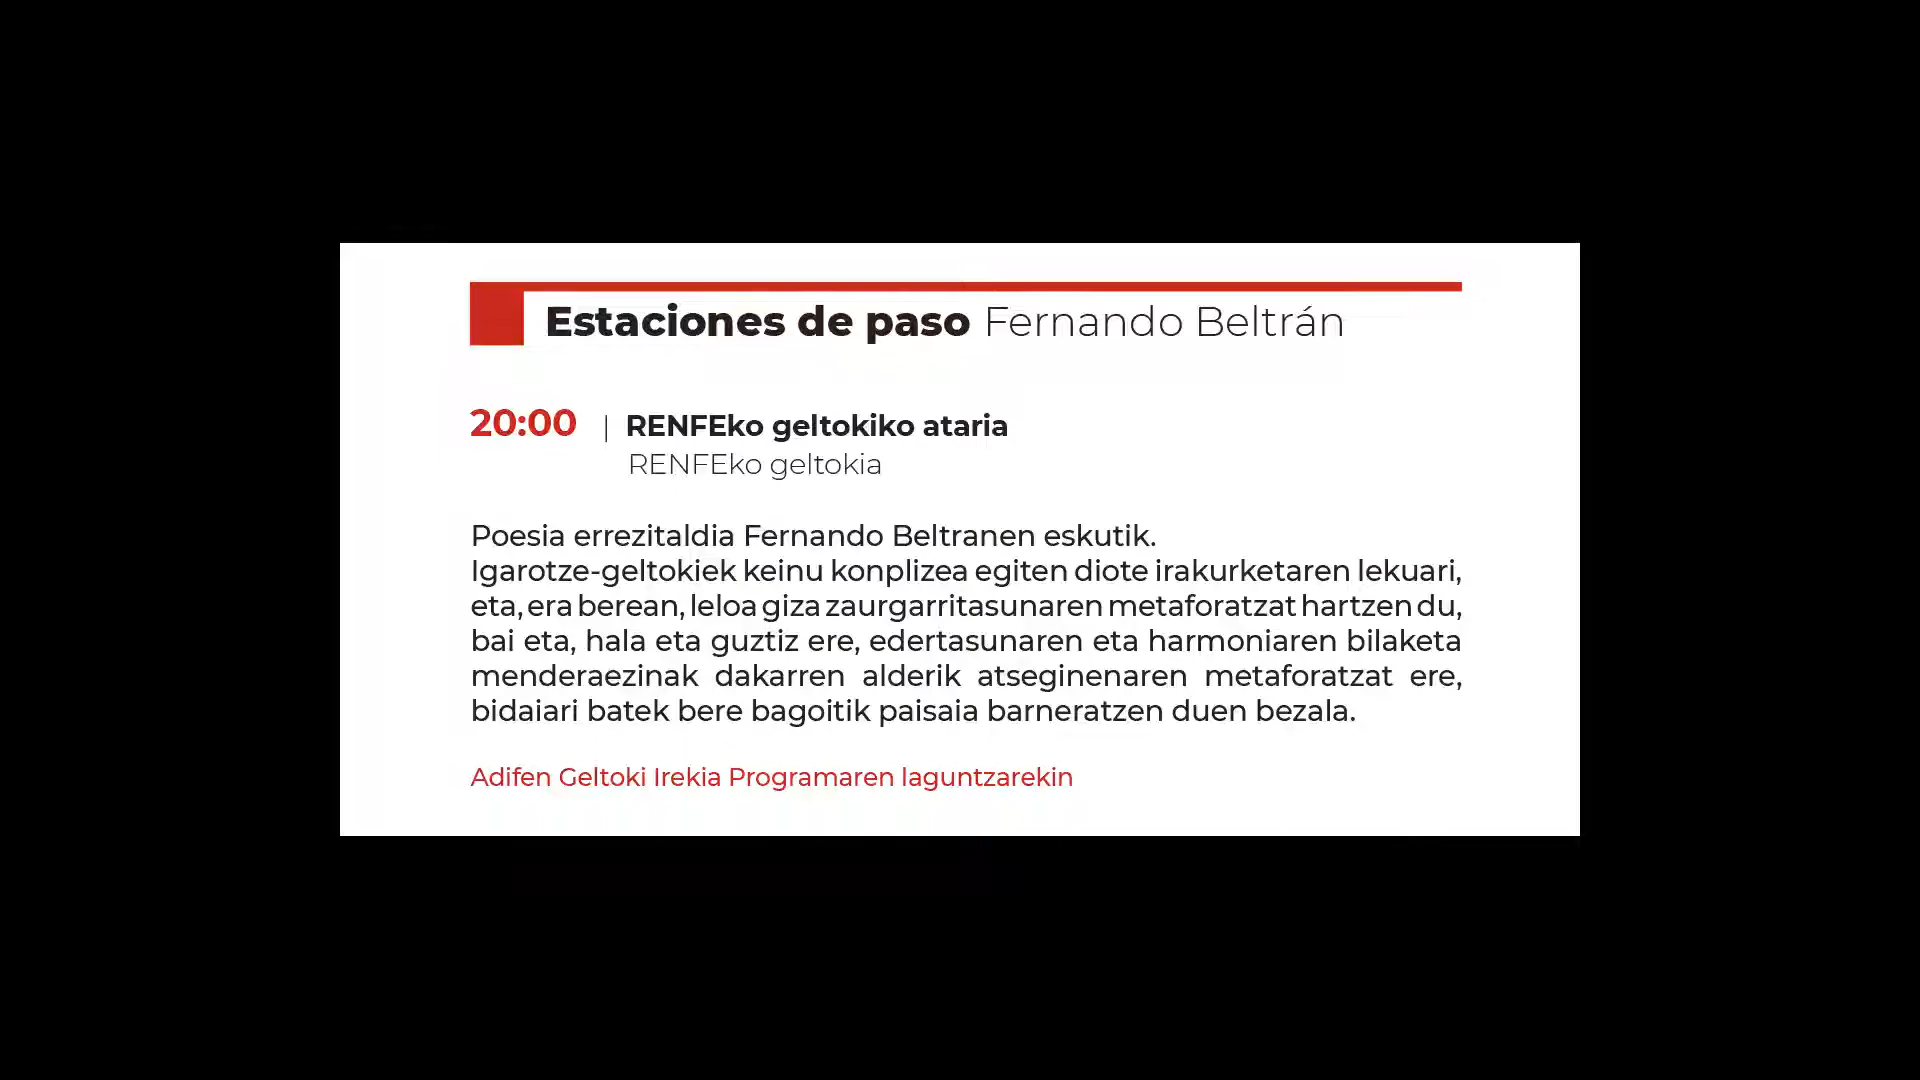 Estaciones de paso Fernando Beltrán
20:00 | RENFEko geltokiko ataria
RENFEko geltokia
Poesia errezitaldia Fernando Beltranen eskutik.
Igarotze-geltokiek keinu konplizea egiten diote irakurketaren lekuari,
eta, era berean, leloa giza zaurgarritasunaren metaforatzat hartzen du,
bai eta, hala eta guztiz ere, edertasunaren eta harmoniaren bilaketa
menderaezinak dakarren alderik atseginenaren metaforatzat ere,
bidaiari batek bere bagoitik paisaia barneratzen duen bezala.
Adifen Geltoki Irekia Programaren laguntzarekin